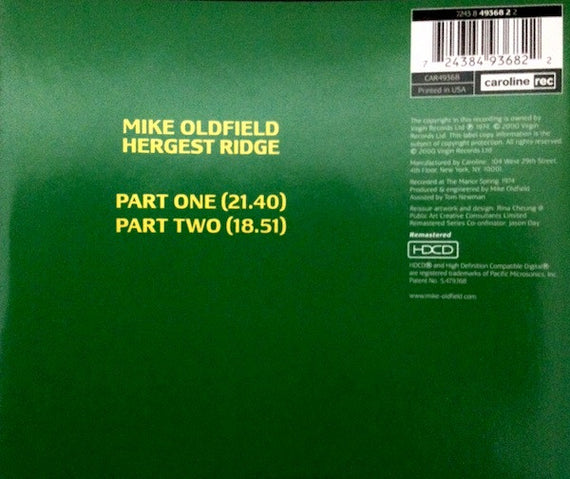 7243 8 49368 2 2
7 24384 93682 2
CAR49368
Printed in USA
caroline rec
MIKE OLDFIELD
HERGEST RIDGE
PART ONE (21.40)
PART TWO (18.51)
The copyright in this recording is owned by
Virgin Records Ltd ℗ 1974. © 2000 Virgin
Records Ltd. This label copy information is the
subject of copyright protection. All rights reserved.
© 2000 Virgin Records Ltd
Manufactured by Caroline. 104 West 29th Street,
4th Floor, New York, NY 10001.
Recorded at The Manor Spring 1974
Produced & engineered by Mike Oldfield
Assisted by Tom Newman
Reissue artwork and design: Rina Cheung @
Public Art Creative Consultants Limited
Remastered Series Co-ordinator: Jason Day
Remastered
HDCD
HDCD® and High Definition Compatible Digital®
are registered trademarks of Pacific Microsonics, Inc.
Patent No. 5,479,168
www.mike-oldfield.com